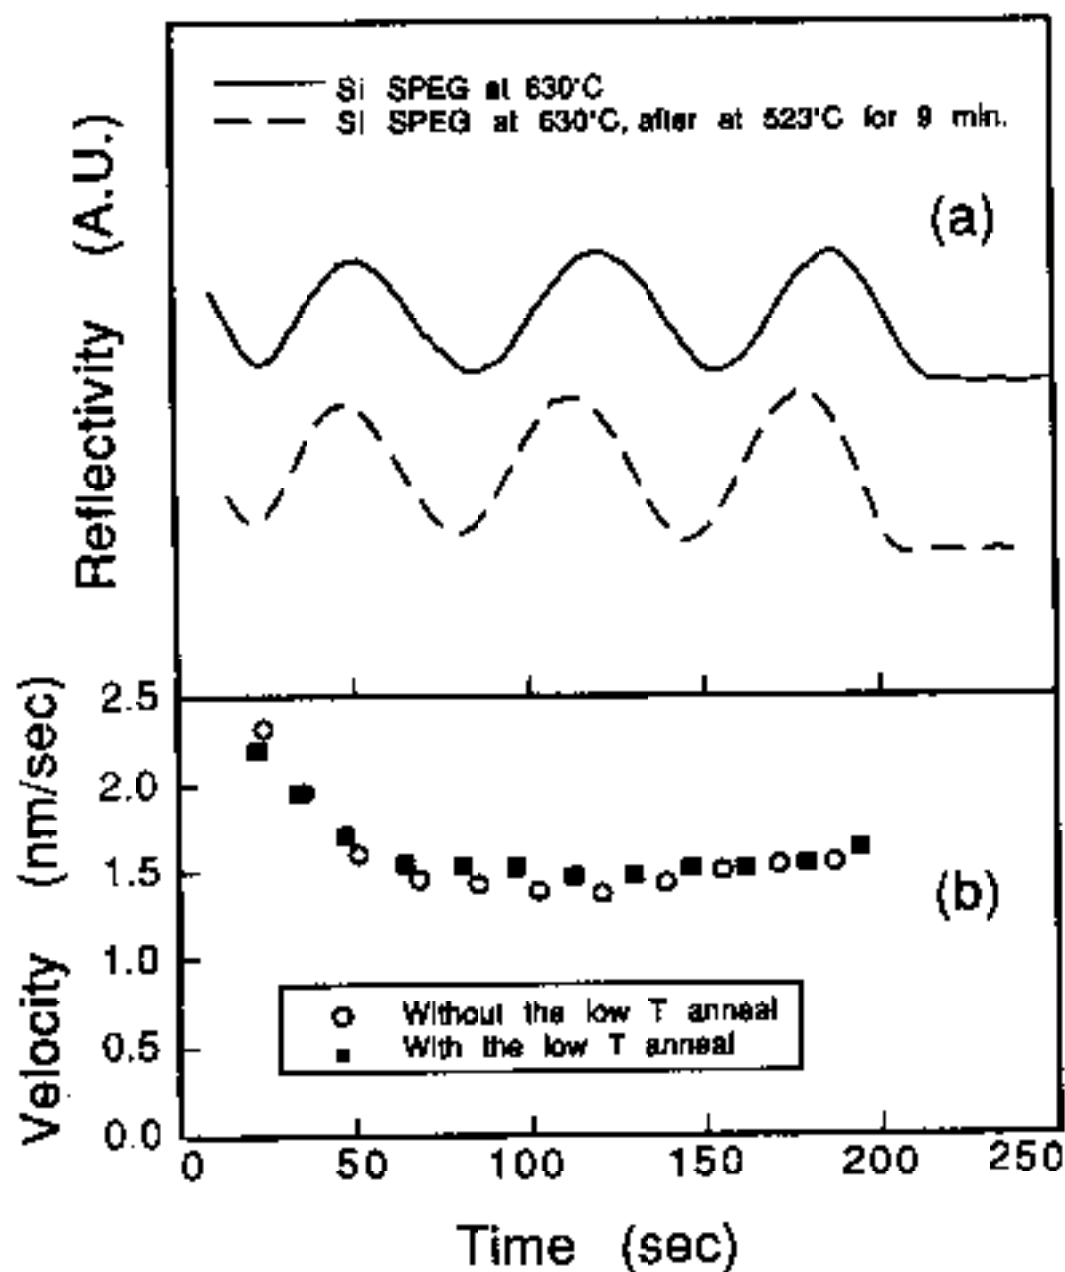 Si SPEG at 630°C
Si SPEG at 630°C, after at 523°C for 9 min.
(a)
Reflectivity (A.U.)
2.5
2.0
1.5
1.0
0.5
0.0
Velocity (nm/sec)
(b)
Without the low T anneal
With the low T anneal
0 50 100 150 200 250
Time (sec)